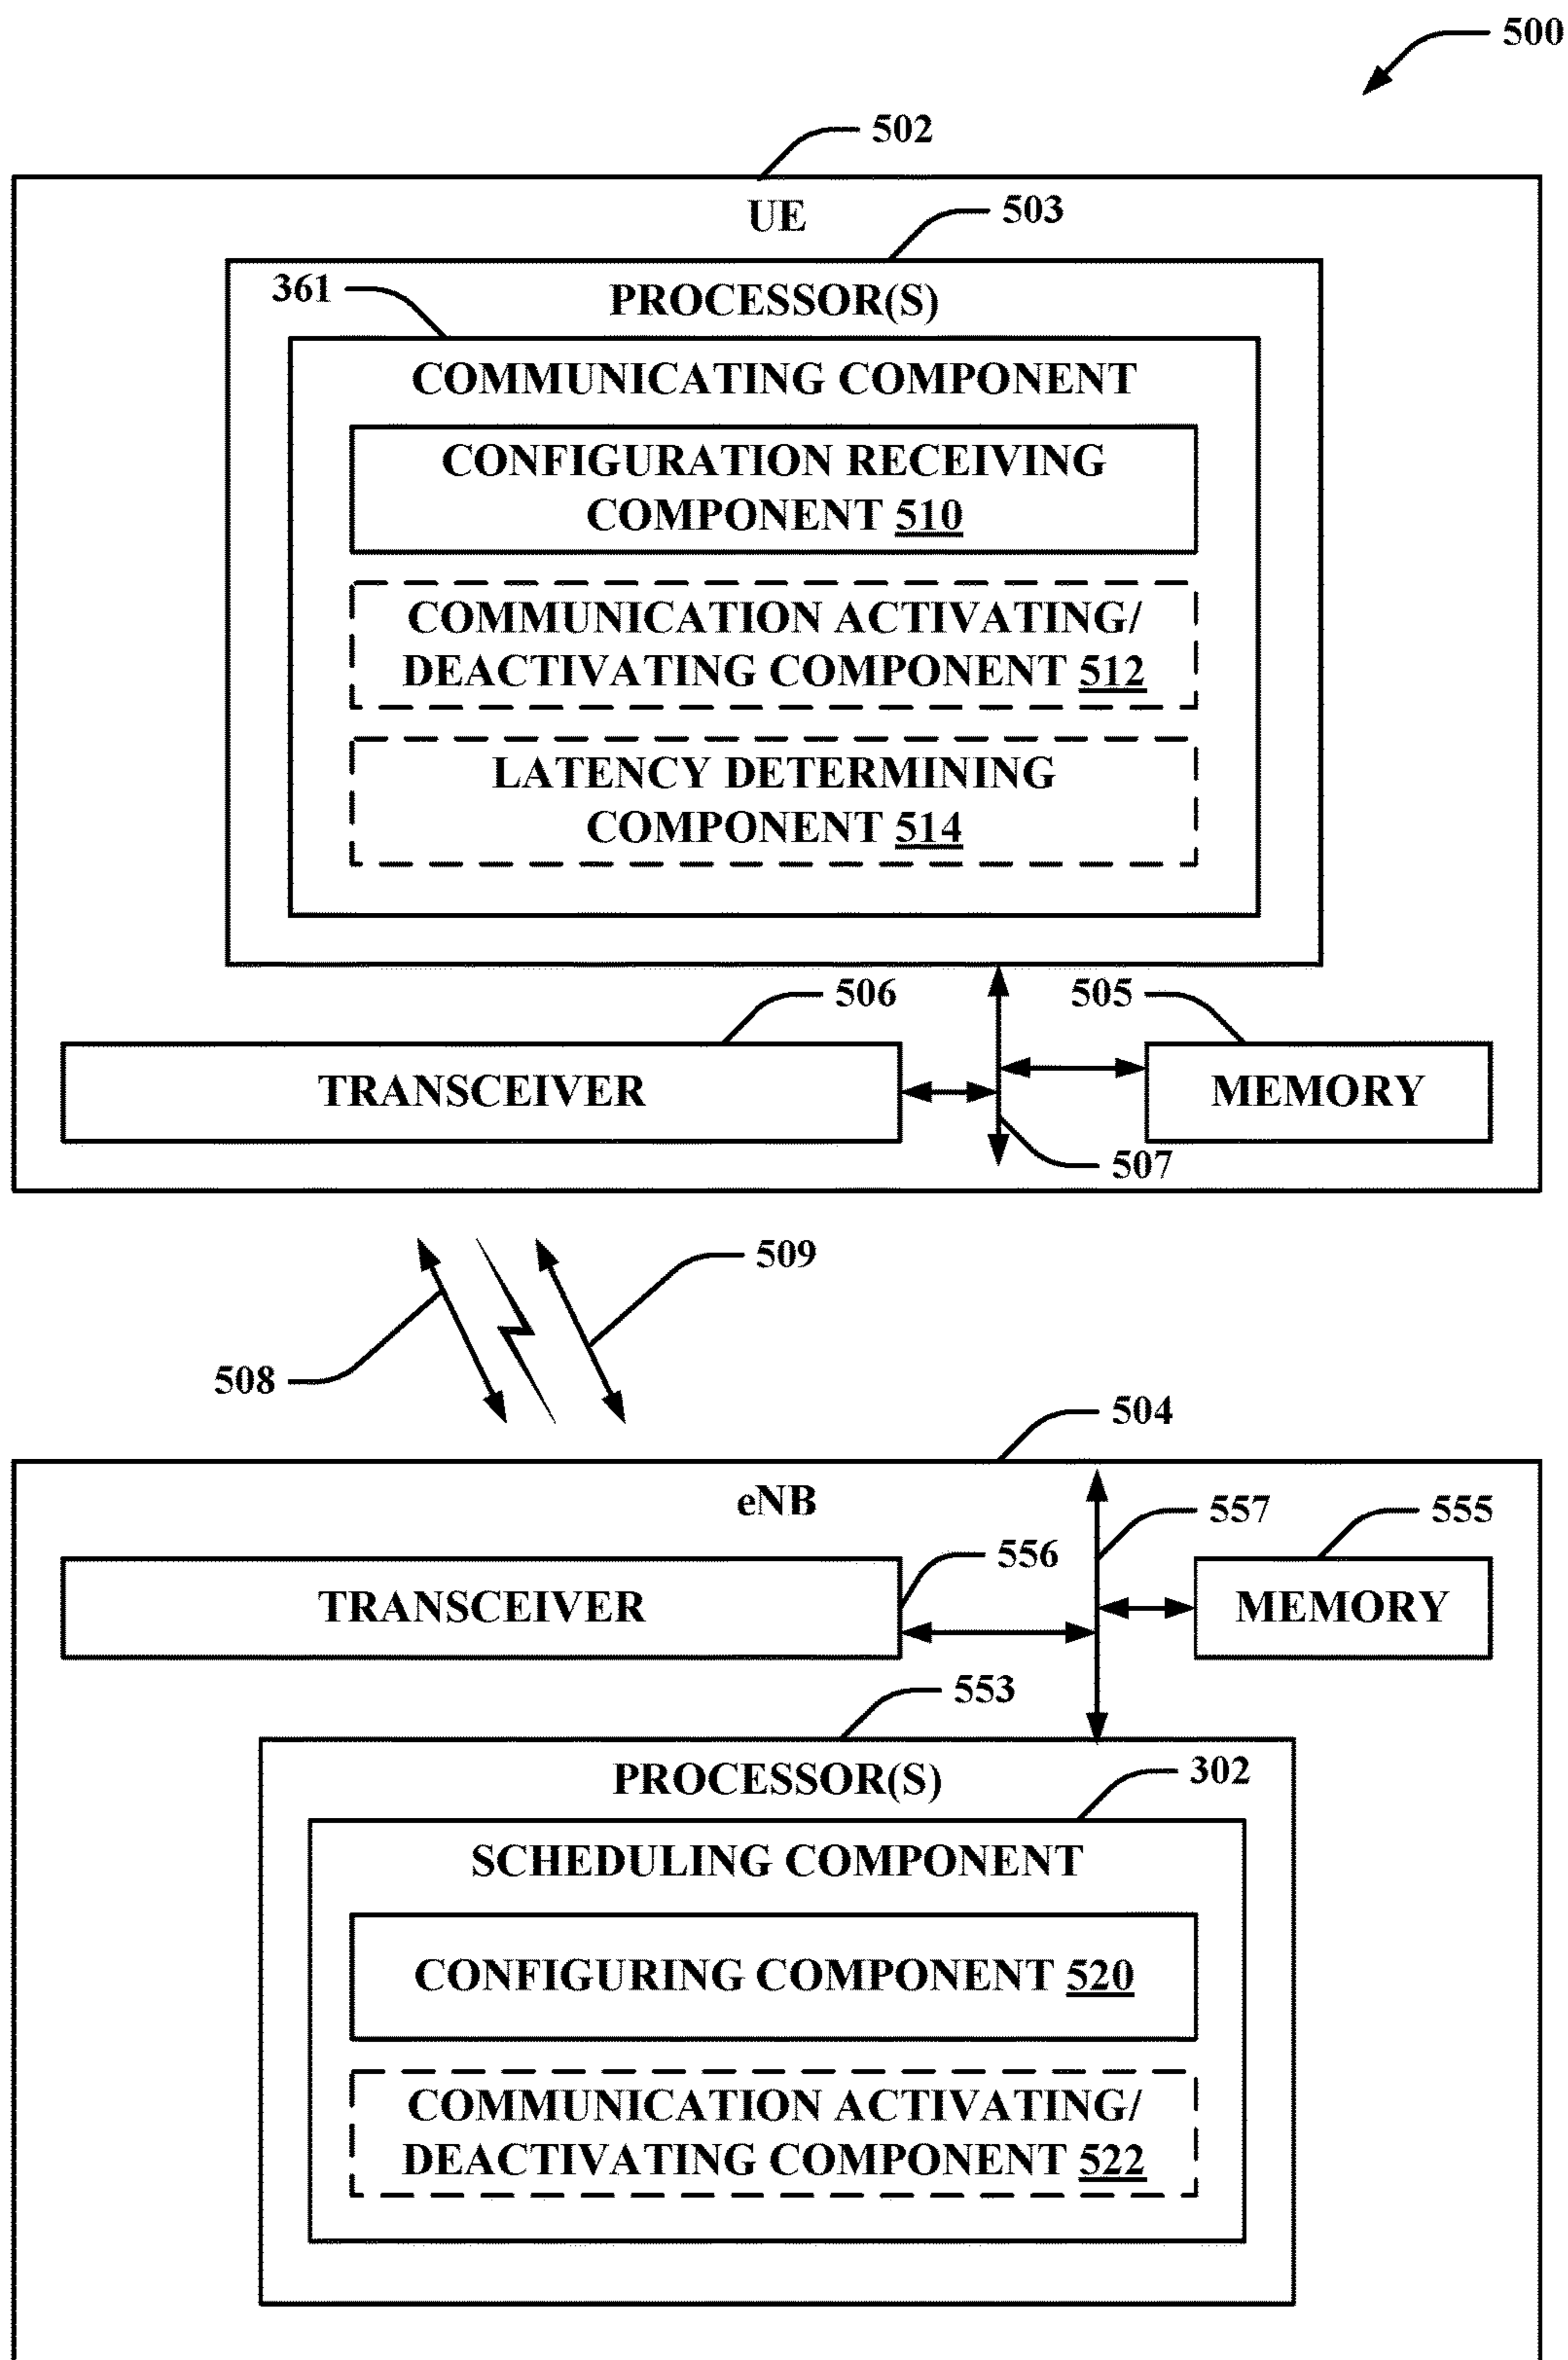 500
502
UE
503
361
PROCESSOR(S)
COMMUNICATING COMPONENT
CONFIGURATION RECEIVING
COMPONENT 510
COMMUNICATION ACTIVATING/
DEACTIVATING COMPONENT 512
LATENCY DETERMINING
COMPONENT 514
506
505
TRANSCEIVER
MEMORY
507
509
508
504
eNB
557
555
556
TRANSCEIVER
MEMORY
553
PROCESSOR(S)
302
SCHEDULING COMPONENT
CONFIGURING COMPONENT 520
COMMUNICATION ACTIVATING/
DEACTIVATING COMPONENT 522